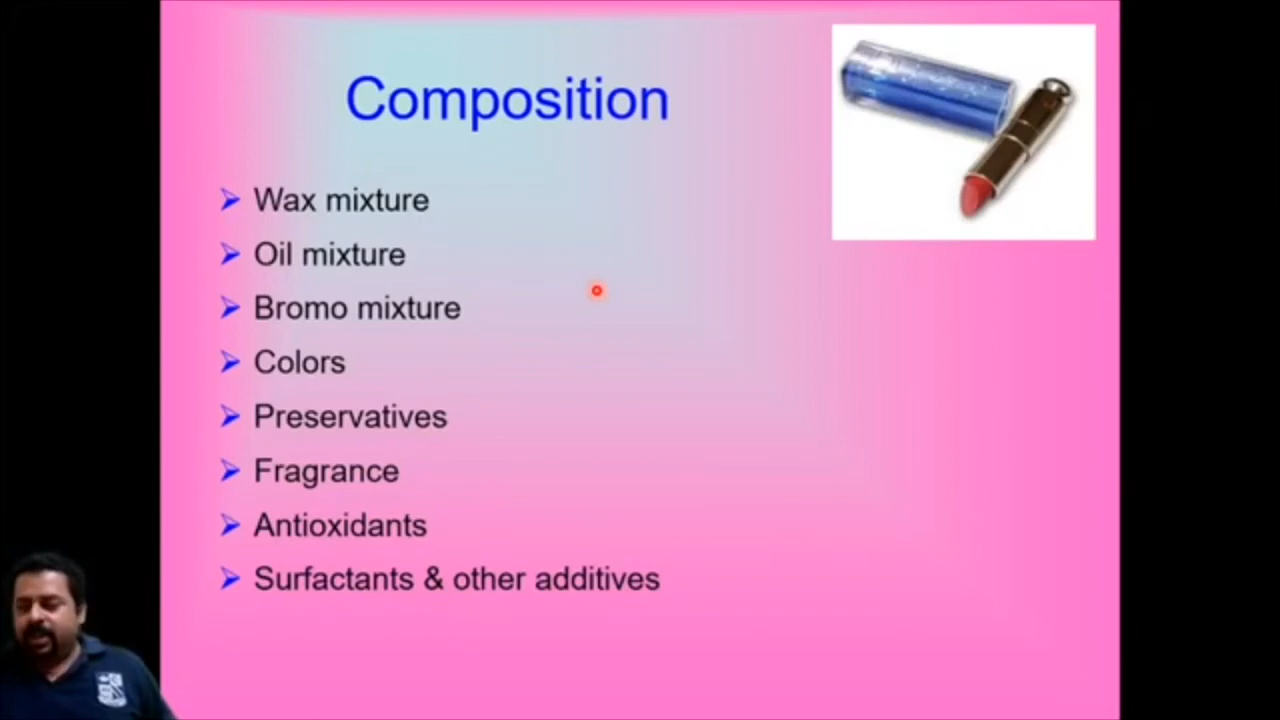 Composition
Wax mixture
Oil mixture
Bromo mixture
Colors
Preservatives
Fragrance
Antioxidants
Surfactants & other additives